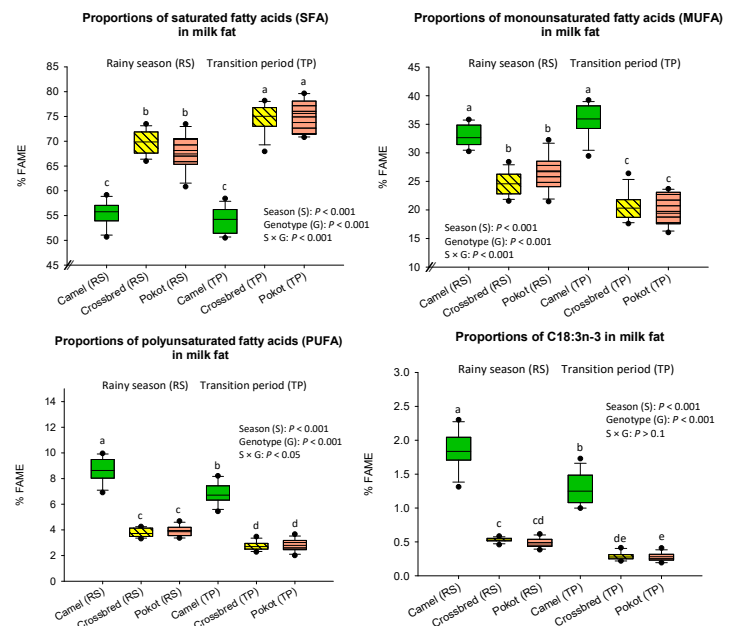 Proportions of saturated fatty acids (SFA)
in milk fat
Rainy season (RS) Transition period (TP)
85
80
75
70
65
60
55
50
45
% FAME
c
b
b
c
a
a
Season (S): P < 0.001
Genotype (G): P < 0.001
S × G: P < 0.001
Camel (RS)
Crossbred (RS)
Pokot (RS)
Camel (TP)
Crossbred (TP)
Pokot (TP)
Proportions of monounsaturated fatty acids (MUFA)
in milk fat
Rainy season (RS) Transition period (TP)
45
40
35
30
25
20
15
10
% FAME
a
b
b
a
c
c
Season (S): P < 0.001
Genotype (G): P < 0.001
S × G: P < 0.001
Camel (RS)
Crossbred (RS)
Pokot (RS)
Camel (TP)
Crossbred (TP)
Pokot (TP)
Proportions of polyunsaturated fatty acids (PUFA)
in milk fat
Rainy season (RS) Transition period (TP)
14
12
10
8
6
4
2
0
% FAME
a
c
c
b
d
d
Season (S): P < 0.001
Genotype (G): P < 0.001
S × G: P < 0.05
Camel (RS)
Crossbred (RS)
Pokot (RS)
Camel (TP)
Crossbred (TP)
Pokot (TP)
Proportions of C18:3n-3 in milk fat
Rainy season (RS) Transition period (TP)
3.0
2.5
2.0
1.5
1.0
0.5
0.0
% FAME
a
c
cd
b
de
e
Season (S): P < 0.001
Genotype (G): P < 0.001
S × G: P > 0.1
Camel (RS)
Crossbred (RS)
Pokot (RS)
Camel (TP)
Crossbred (TP)
Pokot (TP)